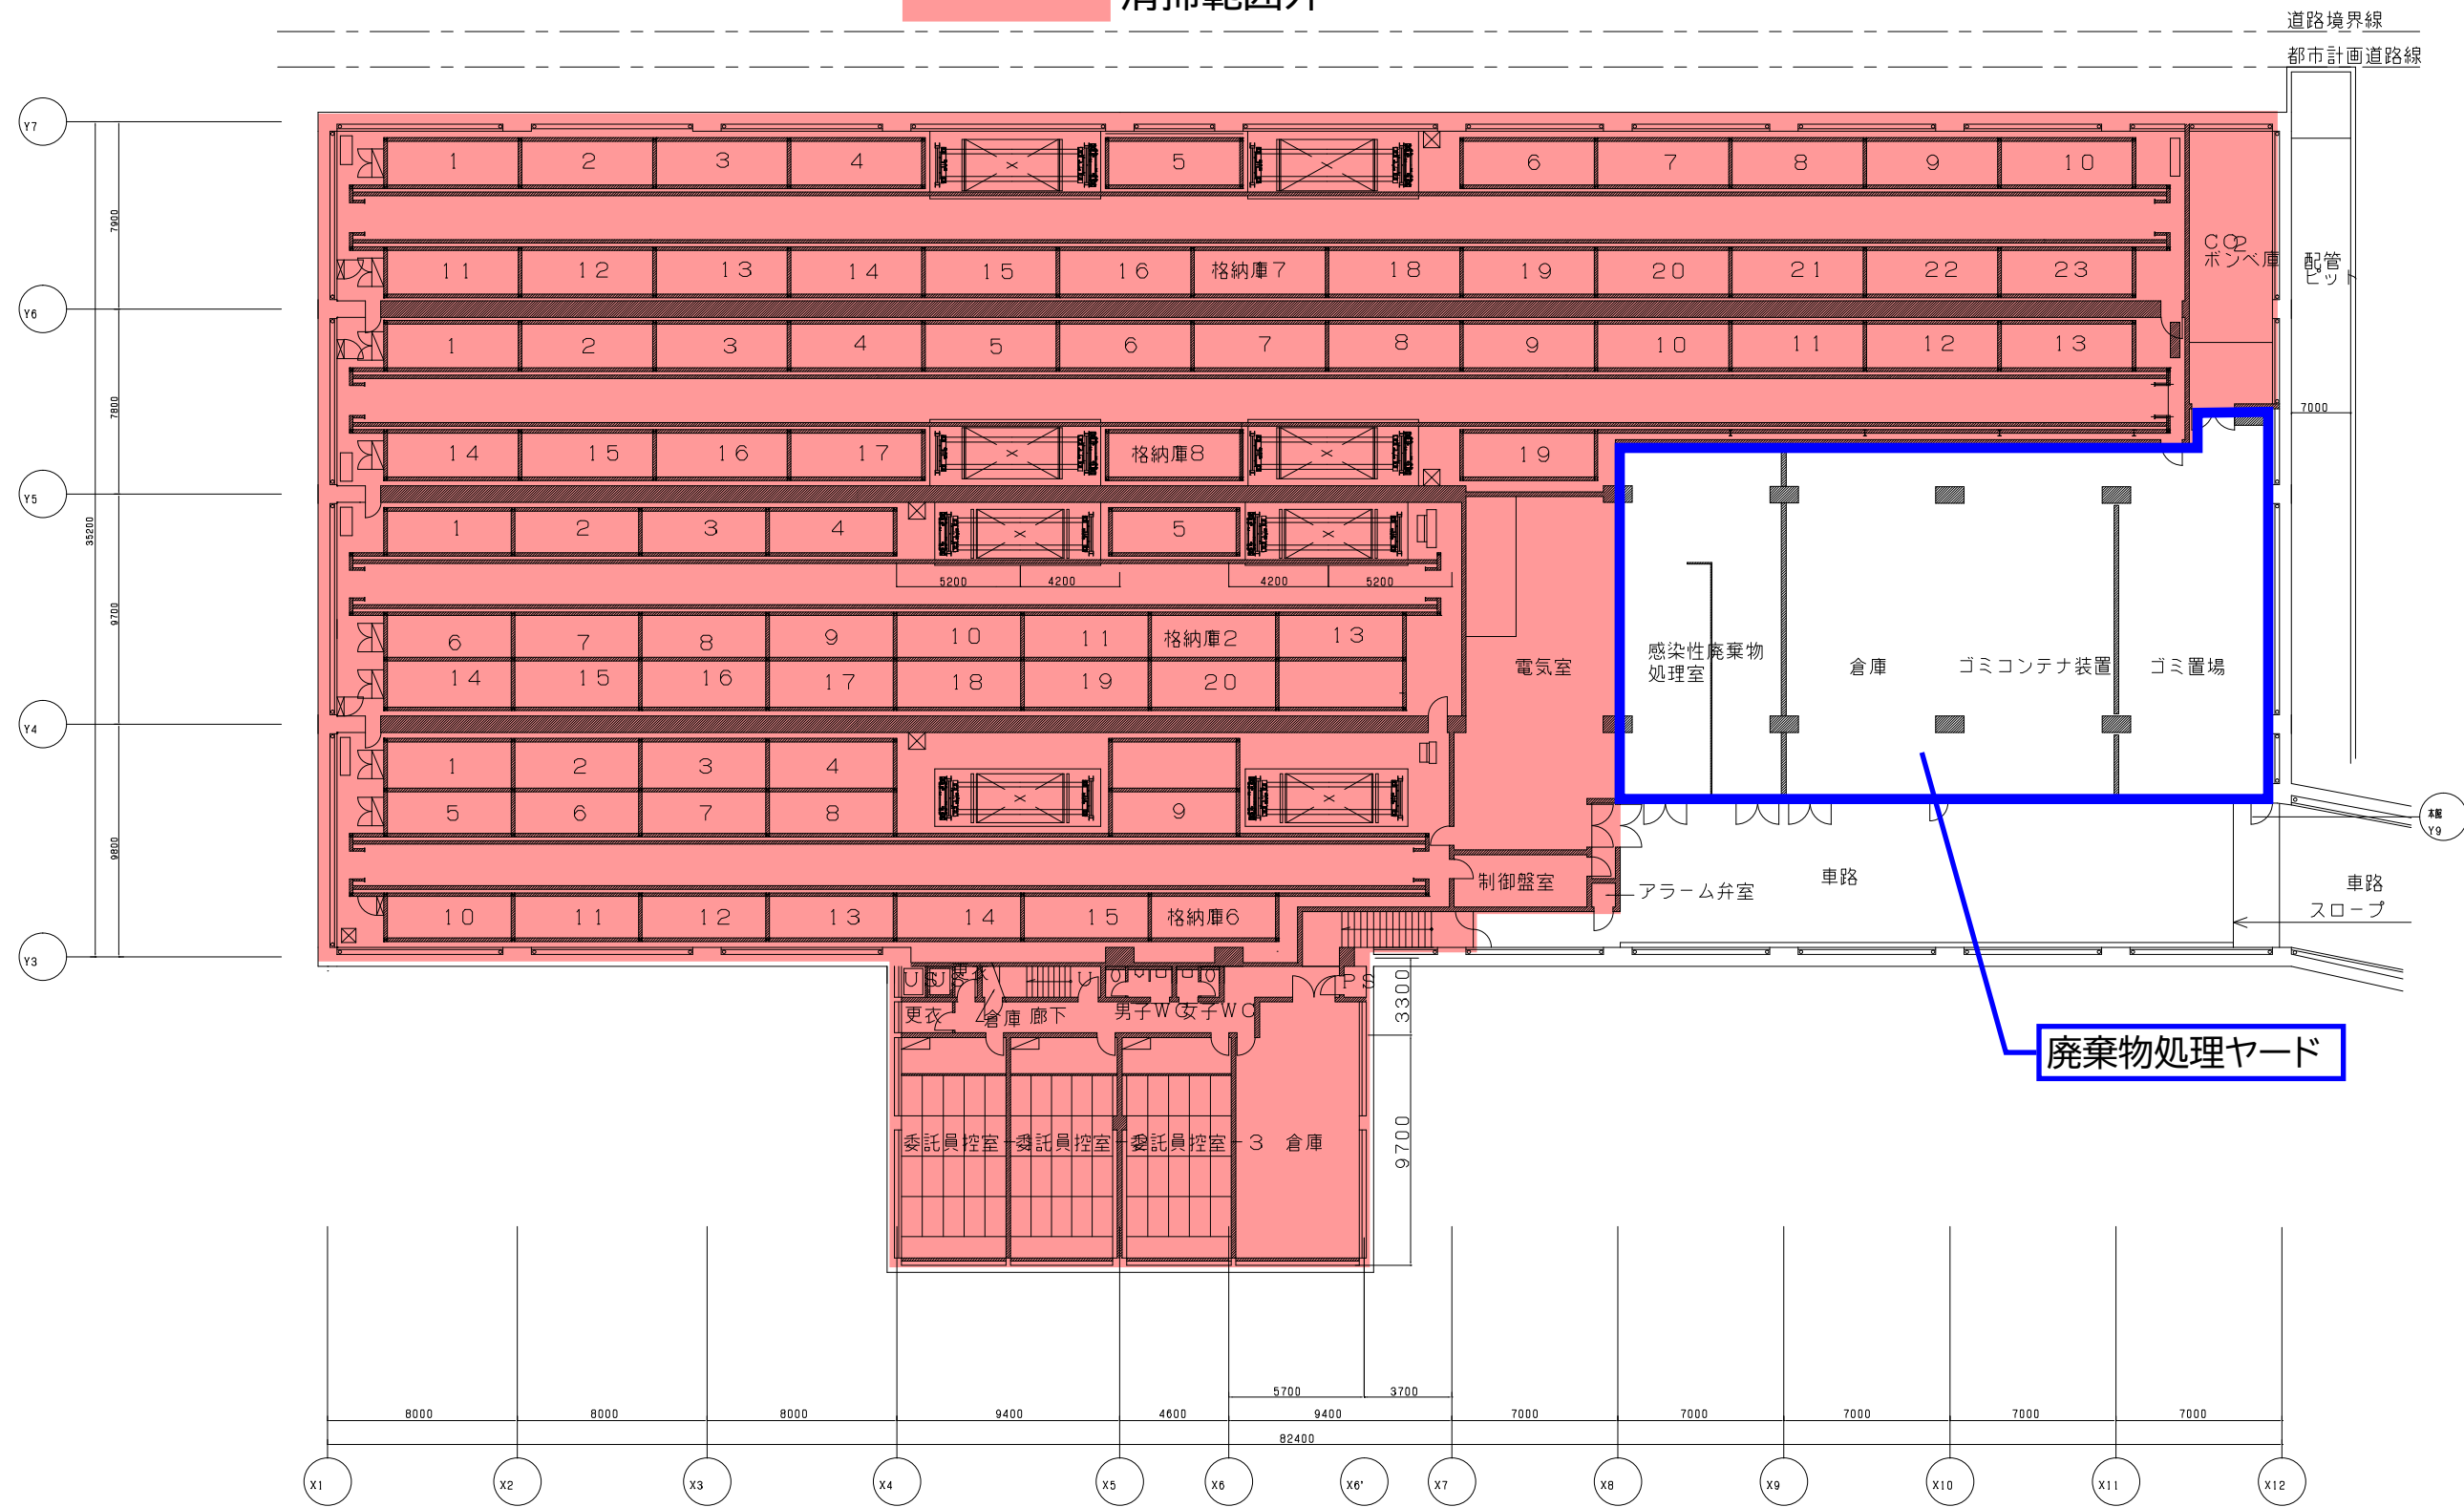 清掃範囲外
道路境界線
都市計画道路線
Y7
1 2 3 4 5 6 7 8 9 10
7900
CO2
ボンベ庫
配管
ピット
11 12 13 14 15 16 格納庫7 18 19 20 21 22 23
Y6
1 2 3 4 5 6 7 8 9 10 11 12 13
7800
7000
14 15 16 17 格納庫8 19
Y5
35200
1 2 3 4 5
5200 4200 4200 5200
9700
6 7 8 9 10 11 格納庫2 13
14 15 16 17 18 19 20
電気室
感染性廃棄物
処理室
倉庫
ゴミコンテナ装置
ゴミ置場
Y4
1 2 3 4
5 6 7 8 9
9800
本館
Y9
制御盤室
アラーム弁室
車路
車路
スロープ
10 11 12 13 14 15 格納庫6
Y3
US US 更衣 U PS
更衣 倉庫 廊下 男子WC 女子WC
3300
廃棄物処理ヤード
委託員控室 委託員控室 委託員控室-3 倉庫
9700
5700 3700
8000 8000 8000 9400 4600 9400 7000 7000 7000 7000 7000
82400
X1 X2 X3 X4 X5 X6 X6' X7 X8 X9 X10 X11 X12